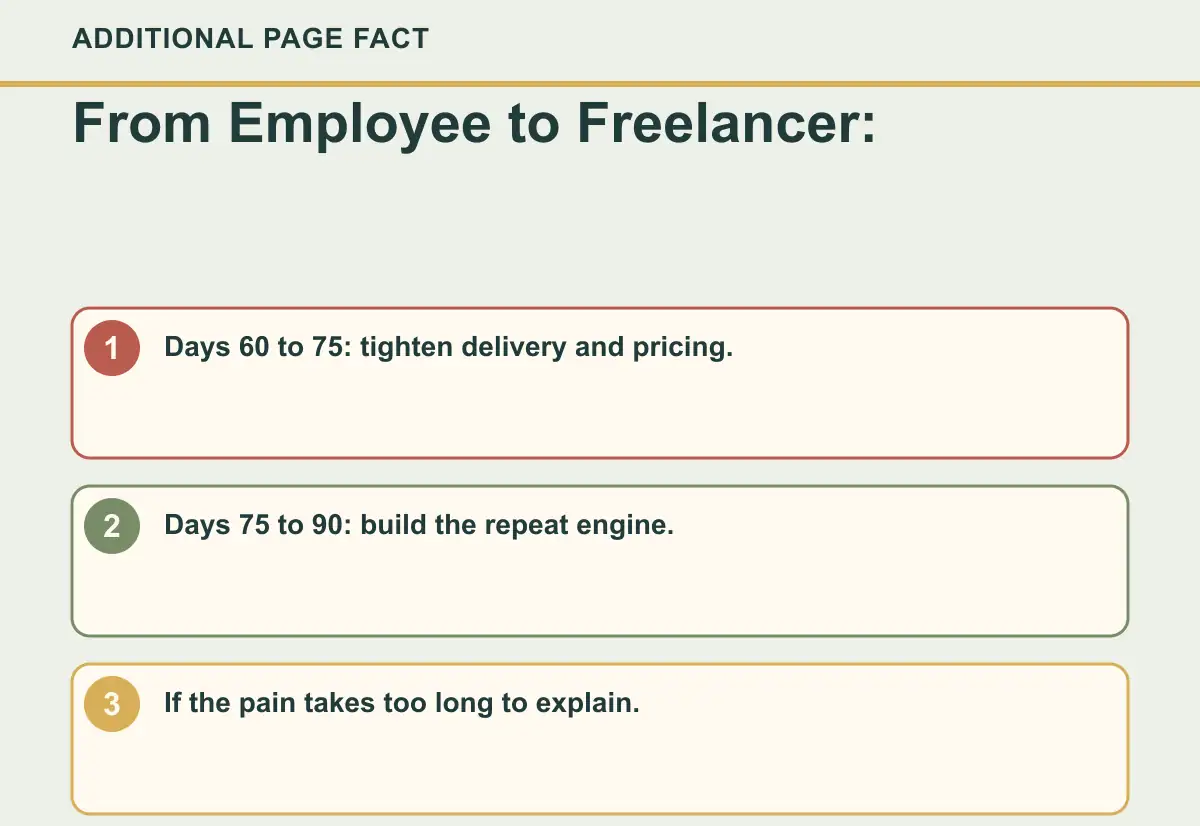 ADDITIONAL PAGE FACT
From Employee to Freelancer:
1
Days 60 to 75: tighten delivery and pricing.
2
Days 75 to 90: build the repeat engine.
3
If the pain takes too long to explain.